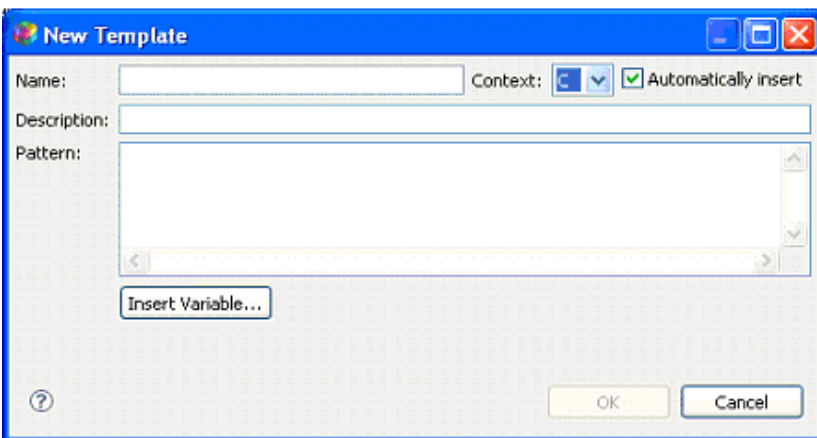 New Template
Name: Context: C Automatically insert
Description:
Pattern:
Insert Variable...
? OK Cancel